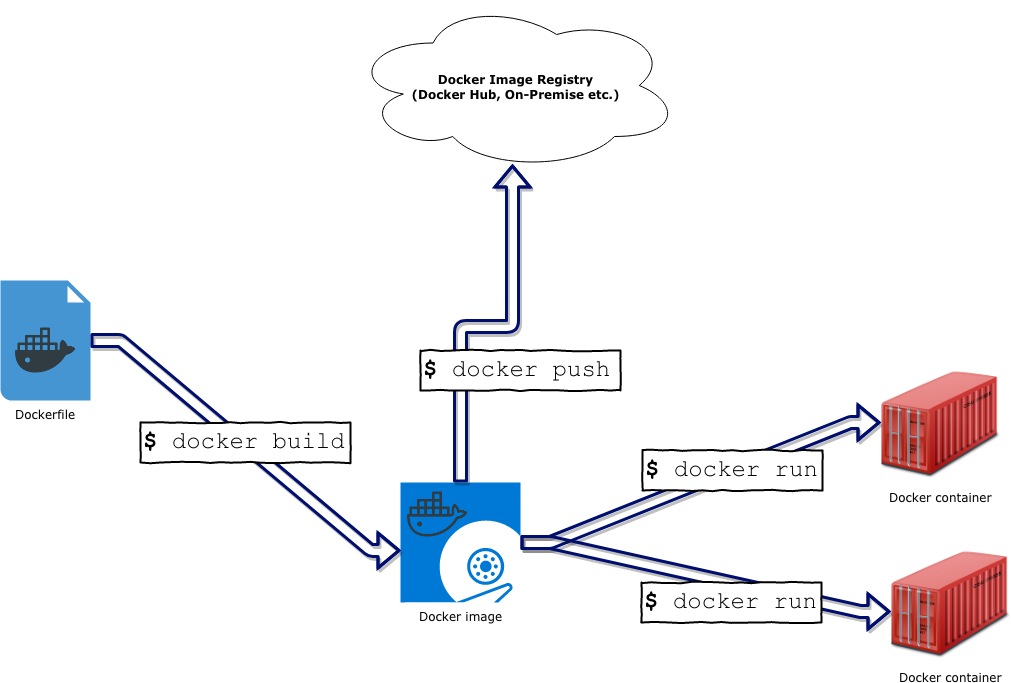 Docker Image Registry
(Docker Hub, On-Premise etc.)
$ docker push
Dockerfile
$ docker build
$ docker run
Docker container
Docker image
$ docker run
Docker container